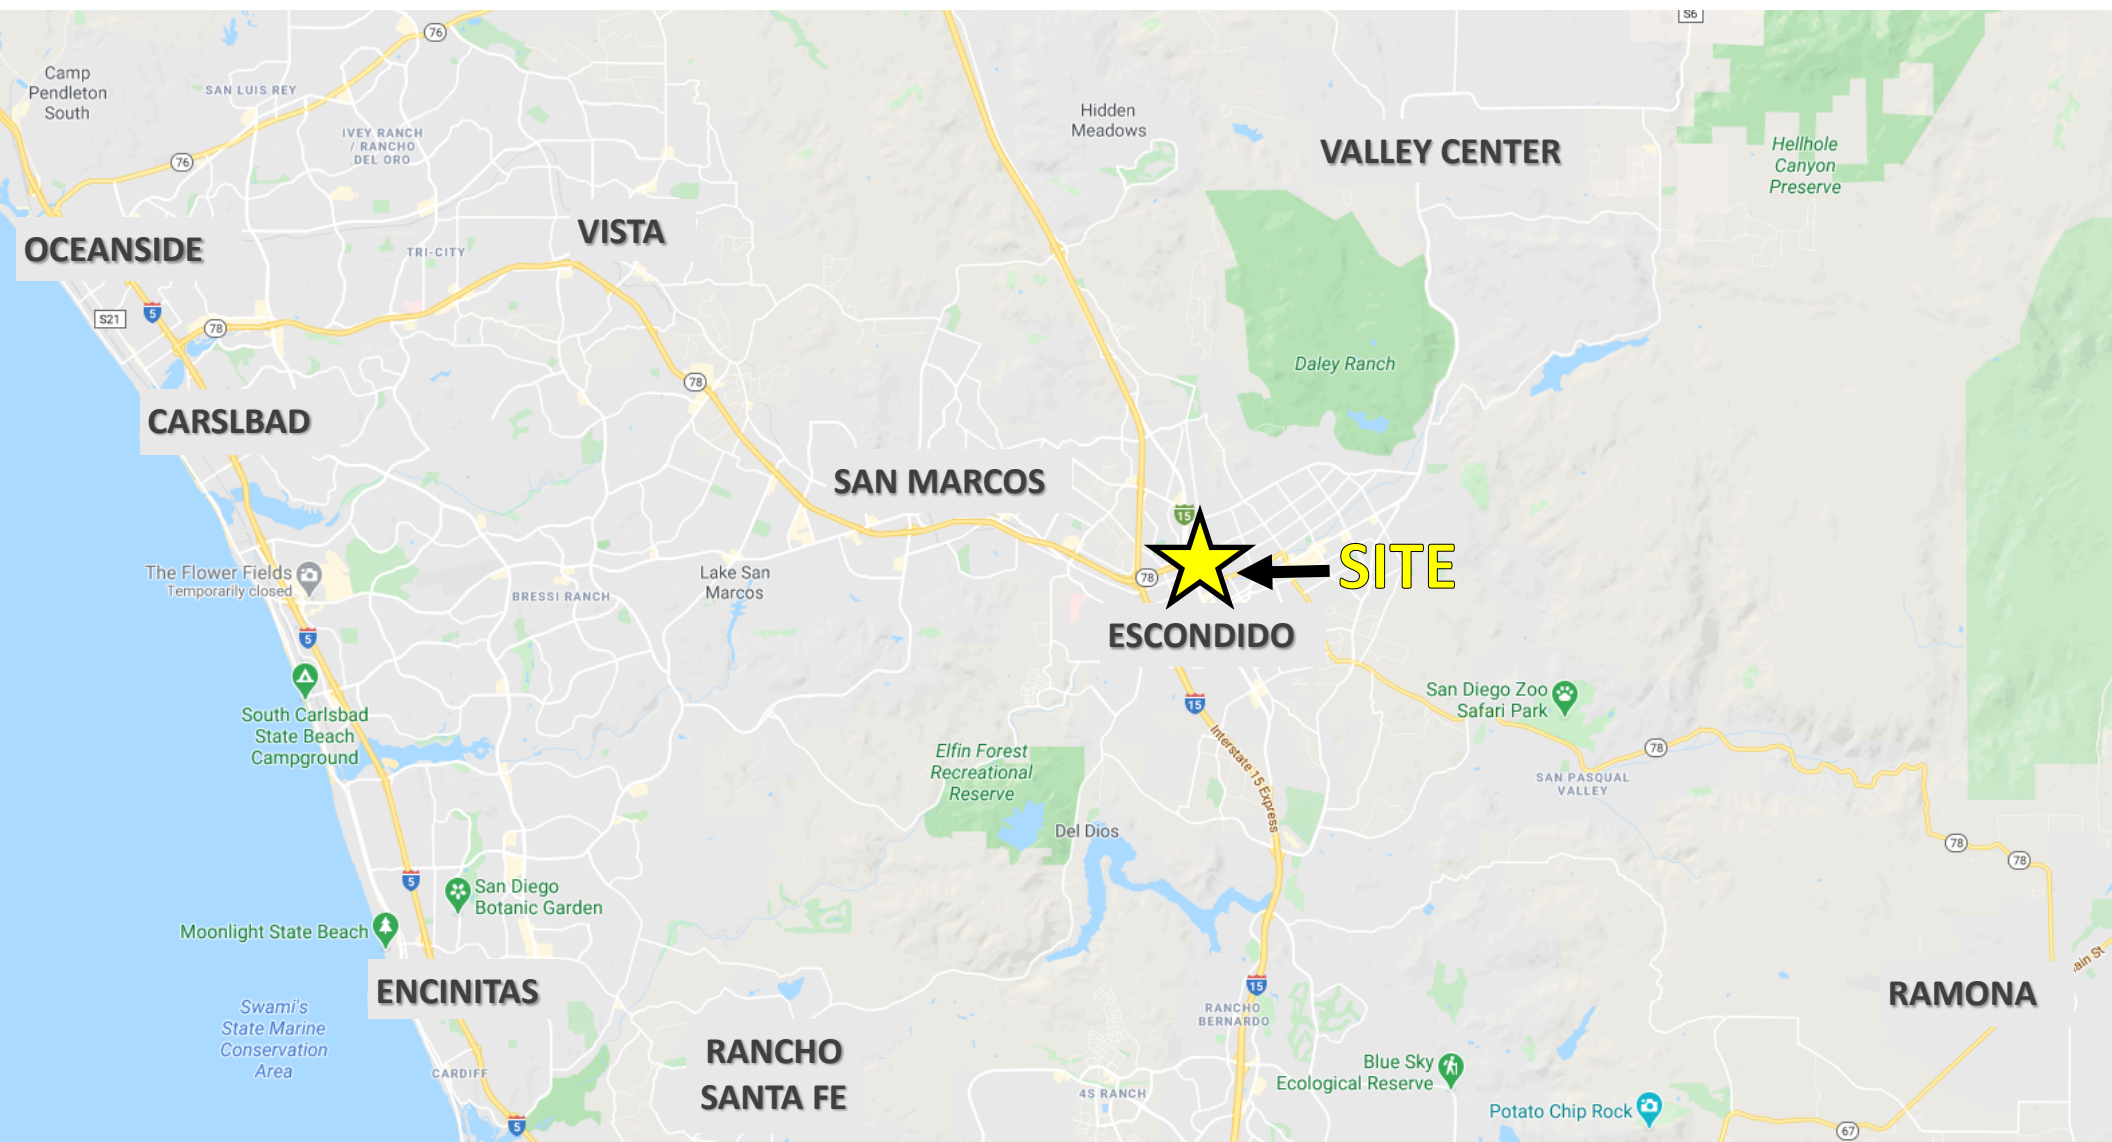 S6
76
Camp
Pendleton
South
SAN LUIS REY
Hidden
Meadows
IVEY RANCH
/ RANCHO
DEL ORO
VALLEY CENTER
Hellhole
Canyon
Preserve
76
VISTA
OCEANSIDE
TRI-CITY
S21
5
78
Daley Ranch
78
CARSLBAD
SAN MARCOS
15
The Flower Fields
Temporarily closed
Lake San
Marcos
BRESSI RANCH
78
SITE
5
ESCONDIDO
South Carlsbad
State Beach
Campground
San Diego Zoo
Safari Park
15
Interstate 15 Express
78
Elfin Forest
Recreational
Reserve
SAN PASQUAL
VALLEY
Del Dios
78
78
5
San Diego
Botanic Garden
Moonlight State Beach
ain St
ENCINITAS
RAMONA
15
Swami's
State Marine
Conservation
Area
RANCHO
BERNARDO
RANCHO
SANTA FE
CARDIFF
Blue Sky
Ecological Reserve
4S RANCH
Potato Chip Rock
5
67